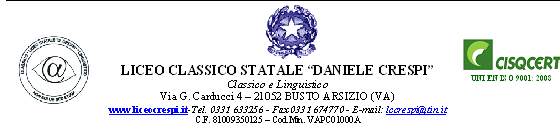 LICEO CLASSICO STATALE “DANIELE CRESPI”
Classico e Linguistico
Via G. Carducci 4 – 21052 BUSTO ARSIZIO (VA)
www.liceocrespi.it-Tel. 0331 633256 - Fax 0331 674770 - E-mail: lccrespi@tin.it
C.F. 81009350125 – Cod.Min. VAPC01000A
CISQCERT
UNI EN ISO 9001: 2008